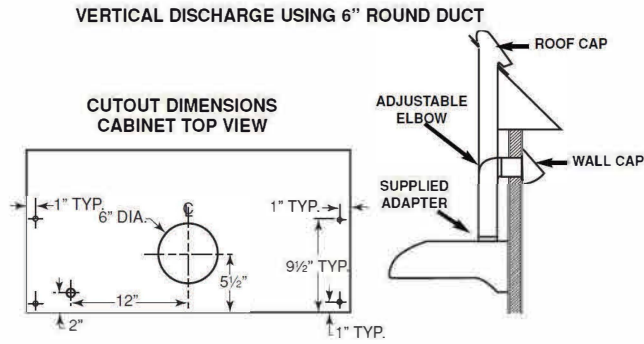 VERTICAL DISCHARGE USING 6” ROUND DUCT
ROOF CAP
CUTOUT DIMENSIONS
CABINET TOP VIEW
ADJUSTABLE
ELBOW
WALL CAP
1” TYP.
6” DIA.
℄
1” TYP.
SUPPLIED
ADAPTER
9½” TYP.
5½”
12”
2”
1” TYP.